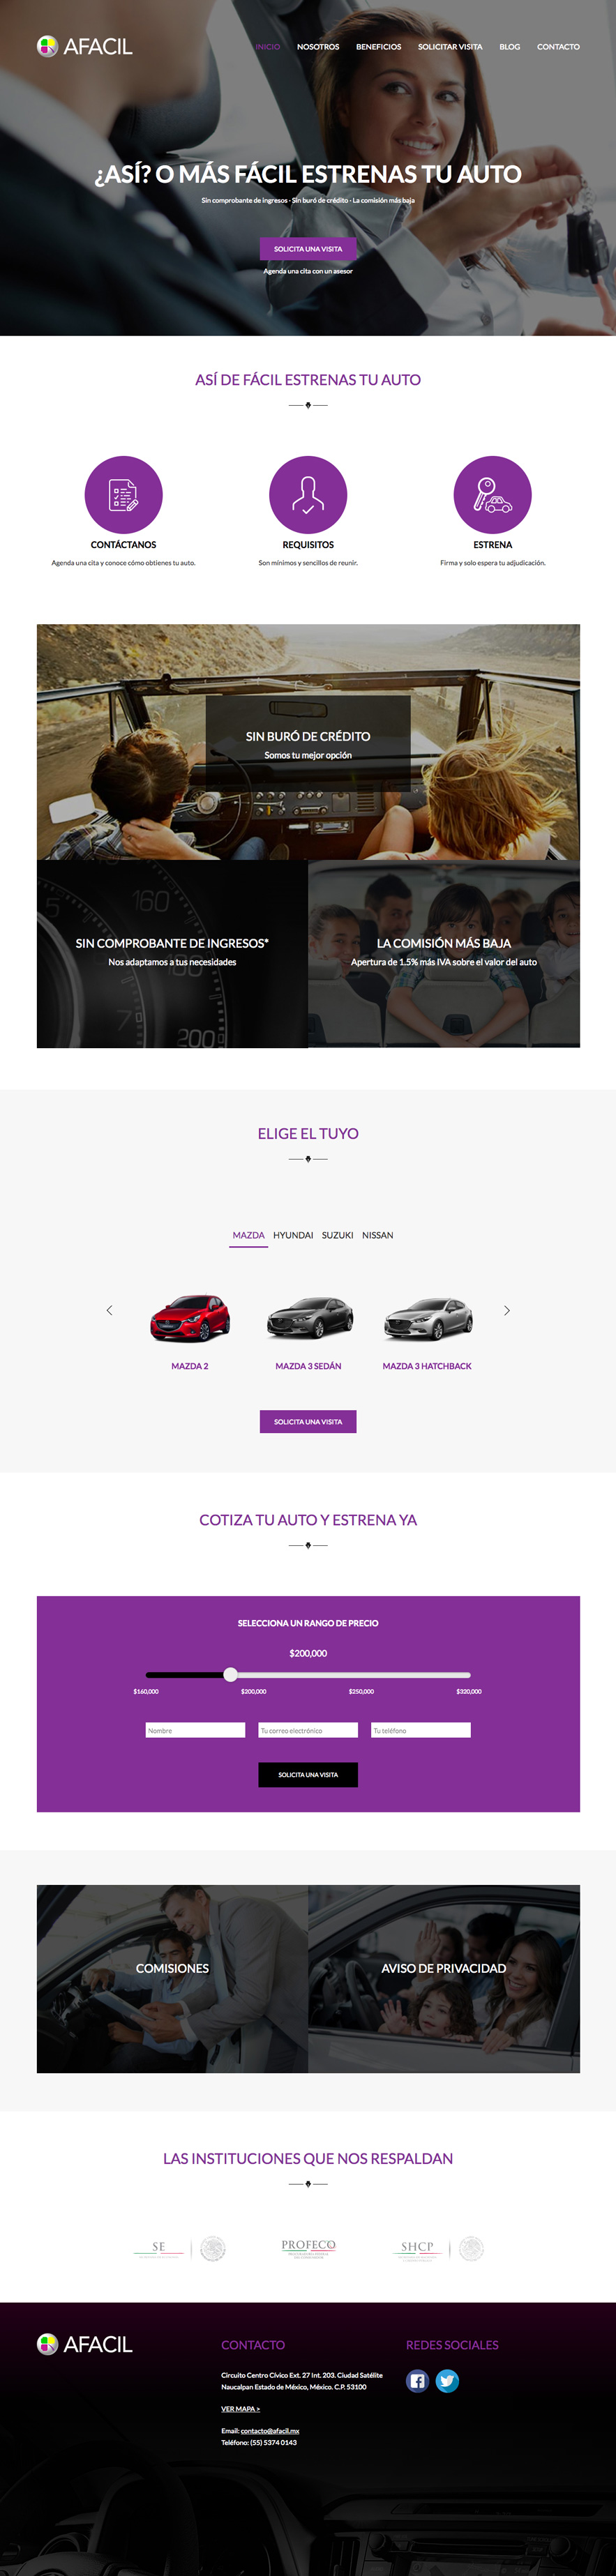 AFACIL
INICIO NOSOTROS BENEFICIOS SOLICITAR VISITA BLOG CONTACTO
¿ASÍ? O MÁS FÁCIL ESTRENAS TU AUTO
Sin comprobante de ingresos - Sin buró de crédito - La comisión más baja
SOLICITA UNA VISITA
Agenda una cita con un asesor
ASÍ DE FÁCIL ESTRENAS TU AUTO
CONTÁCTANOS REQUISITOS ESTRENA
Agenda una cita y conoce cómo obtienes tu auto. Son mínimos y sencillos de reunir. Firma y solo espera tu adjudicación.
SIN BURÓ DE CRÉDITO
Somos tu mejor opción
160
180
200
SIN COMPROBANTE DE INGRESOS* LA COMISIÓN MÁS BAJA
Nos adaptamos a tus necesidades Apertura de 1.5% más IVA sobre el valor del auto
ELIGE EL TUYO
MAZDA HYUNDAI SUZUKI NISSAN
MAZDA 2 MAZDA 3 SEDÁN MAZDA 3 HATCHBACK
SOLICITA UNA VISITA
COTIZA TU AUTO Y ESTRENA YA
SELECCIONA UN RANGO DE PRECIO
$200,000
$160,000 $200,000 $250,000 $320,000
Nombre Tu correo electrónico Tu teléfono
SOLICITA UNA VISITA
COMISIONES AVISO DE PRIVACIDAD
LAS INSTITUCIONES QUE NOS RESPALDAN
SE PROFECO SHCP
AFACIL
CONTACTO
Circuito Centro Cívico Ext. 27 Int. 203. Ciudad Satélite
Naucalpan Estado de México, México. C.P. 53100
VER MAPA >
Email: contacto@afacil.mx
Teléfono: (55) 5374 0143
REDES SOCIALES